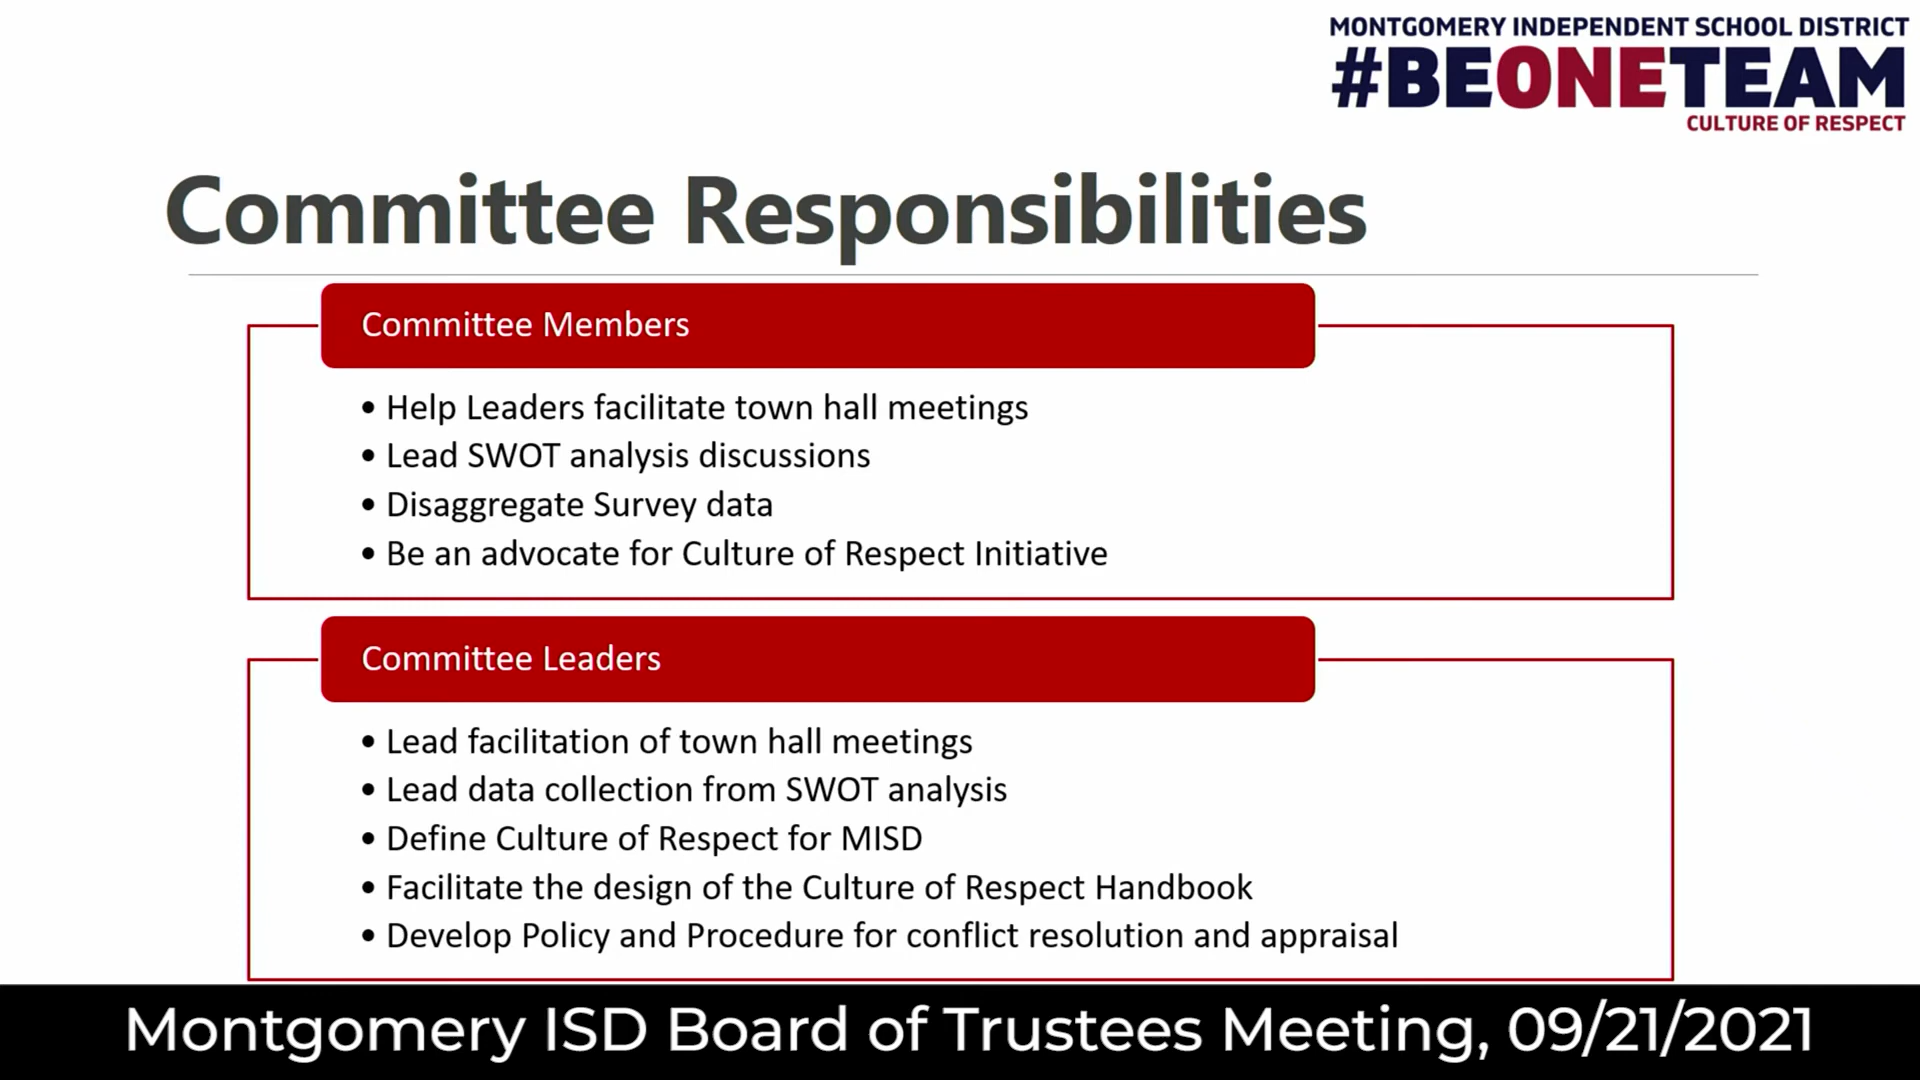 MONTGOMERY INDEPENDENT SCHOOL DISTRICT
#BEONETEAM
CULTURE OF RESPECT
Committee Responsibilities
Committee Members
• Help Leaders facilitate town hall meetings
• Lead SWOT analysis discussions
• Disaggregate Survey data
• Be an advocate for Culture of Respect Initiative
Committee Leaders
• Lead facilitation of town hall meetings
• Lead data collection from SWOT analysis
• Define Culture of Respect for MISD
• Facilitate the design of the Culture of Respect Handbook
• Develop Policy and Procedure for conflict resolution and appraisal
Montgomery ISD Board of Trustees Meeting, 09/21/2021